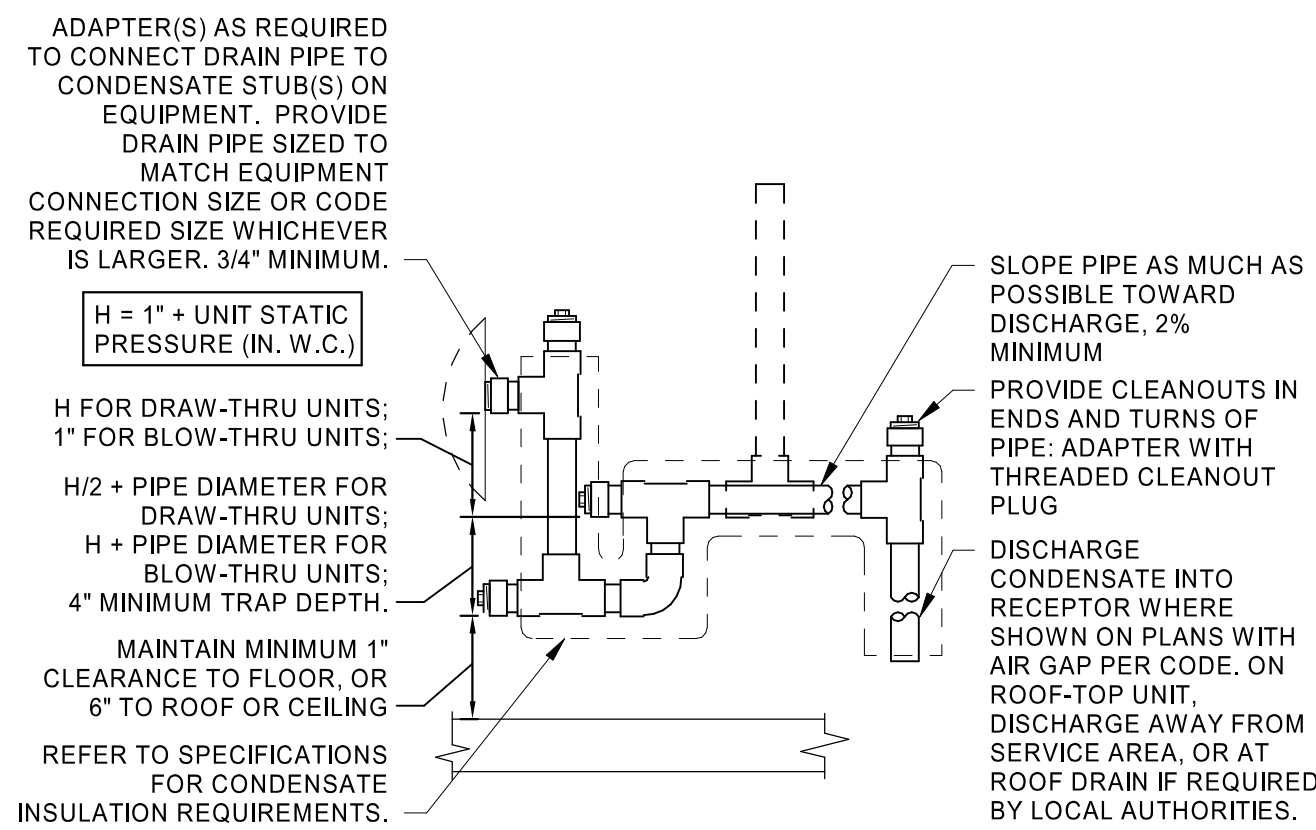 ADAPTER(S) AS REQUIRED
TO CONNECT DRAIN PIPE TO
CONDENSATE STUB(S) ON
EQUIPMENT. PROVIDE
DRAIN PIPE SIZED TO
MATCH EQUIPMENT
CONNECTION SIZE OR CODE
REQUIRED SIZE WHICHEVER
IS LARGER. 3/4" MINIMUM.
H = 1" + UNIT STATIC
PRESSURE (IN. W.C.)
H FOR DRAW-THRU UNITS;
1" FOR BLOW-THRU UNITS;
H/2 + PIPE DIAMETER FOR
DRAW-THRU UNITS;
H + PIPE DIAMETER FOR
BLOW-THRU UNITS;
4" MINIMUM TRAP DEPTH.
MAINTAIN MINIMUM 1"
CLEARANCE TO FLOOR, OR
6" TO ROOF OR CEILING
REFER TO SPECIFICATIONS
FOR CONDENSATE
INSULATION REQUIREMENTS.
SLOPE PIPE AS MUCH AS
POSSIBLE TOWARD
DISCHARGE, 2%
MINIMUM
PROVIDE CLEANOUTS IN
ENDS AND TURNS OF
PIPE: ADAPTER WITH
THREADED CLEANOUT
PLUG
DISCHARGE
CONDENSATE INTO
RECEPTOR WHERE
SHOWN ON PLANS WITH
AIR GAP PER CODE. ON
ROOF-TOP UNIT,
DISCHARGE AWAY FROM
SERVICE AREA, OR AT
ROOF DRAIN IF REQUIRED
BY LOCAL AUTHORITIES.